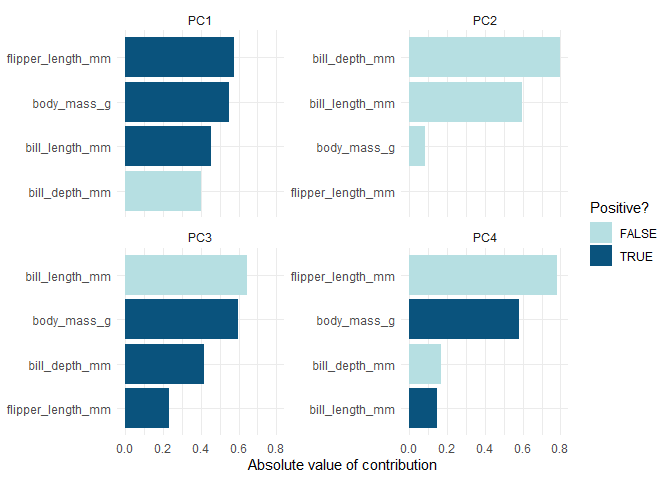 PC1
PC2
flipper_length_mm
body_mass_g
bill_length_mm
bill_depth_mm
bill_depth_mm
bill_length_mm
body_mass_g
flipper_length_mm
Positive?
FALSE
TRUE
PC3
PC4
bill_length_mm
body_mass_g
bill_depth_mm
flipper_length_mm
flipper_length_mm
body_mass_g
bill_depth_mm
bill_length_mm
0.0 0.2 0.4 0.6 0.8
0.0 0.2 0.4 0.6 0.8
Absolute value of contribution